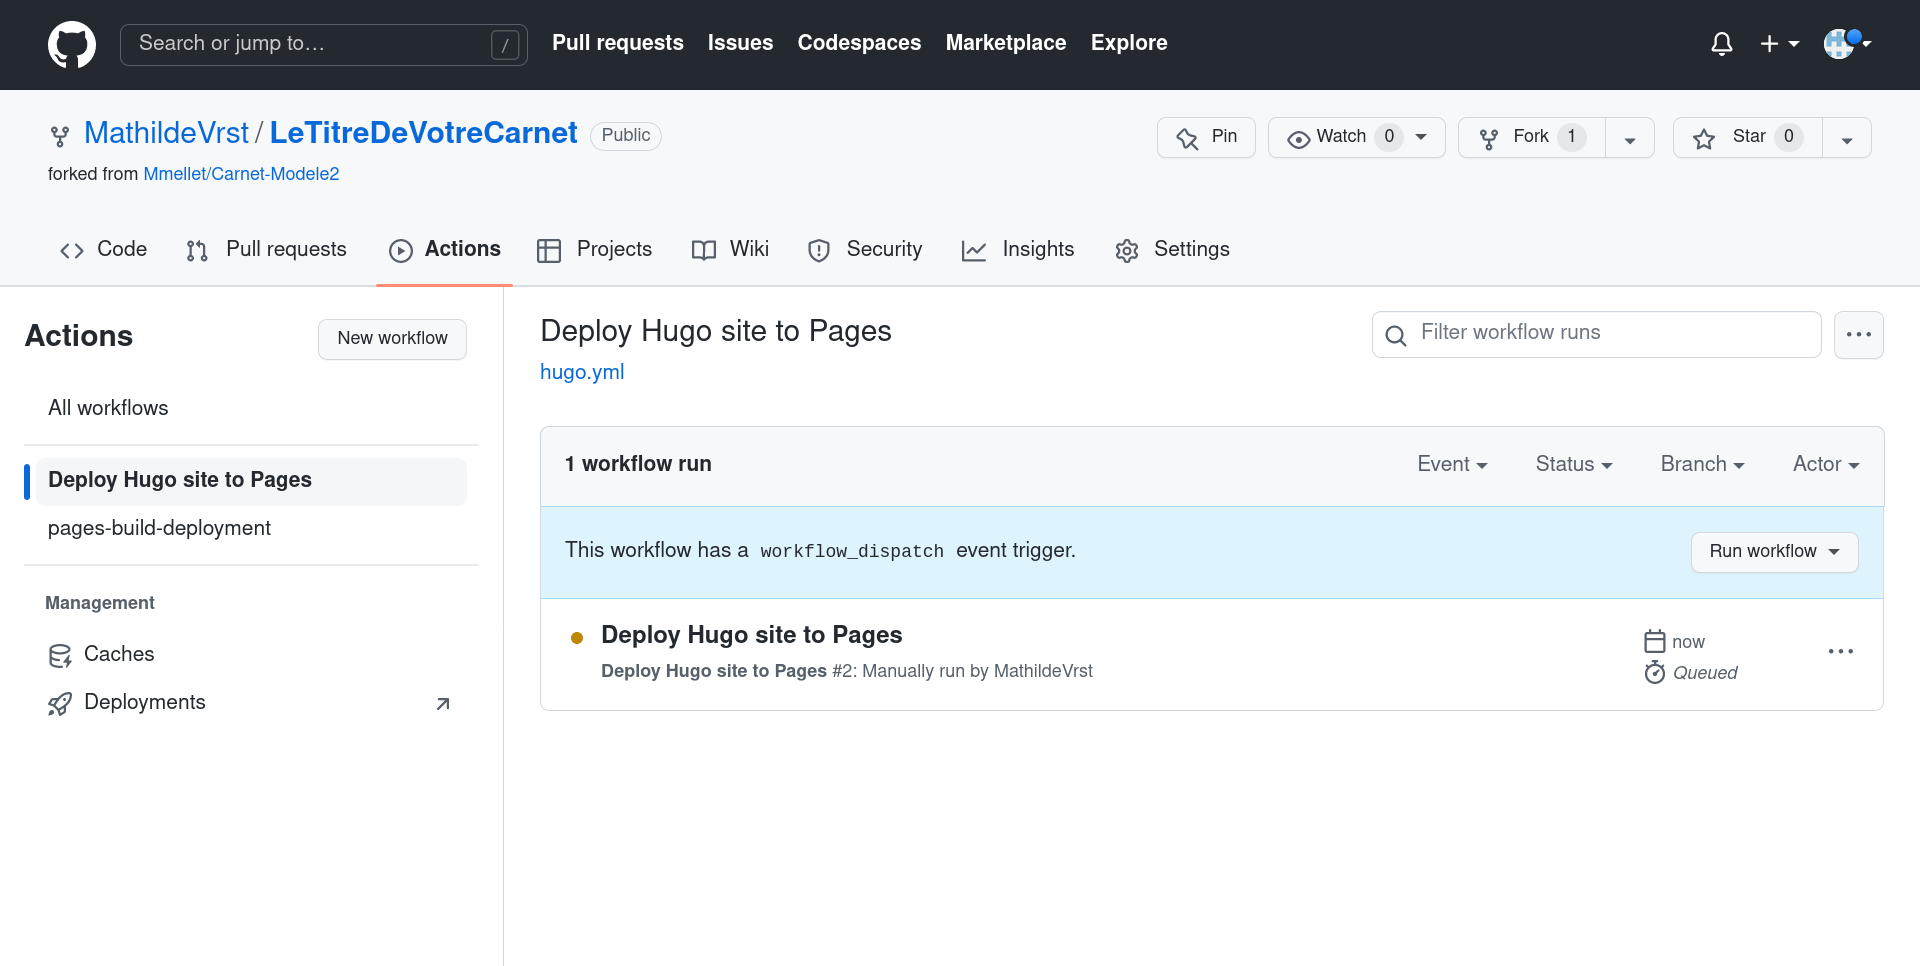 Search or jump to… /
Pull requests Issues Codespaces Marketplace Explore
MathildeVrst / LeTitreDeVotreCarnet Public
forked from Mmellet/Carnet-Modele2
Pin Watch 0 Fork 1 Star 0
Code Pull requests Actions Projects Wiki Security Insights Settings
Actions
New workflow
All workflows
Deploy Hugo site to Pages
pages-build-deployment
Management
Caches
Deployments
Deploy Hugo site to Pages
hugo.yml
Filter workflow runs
1 workflow run
Event Status Branch Actor
This workflow has a workflow_dispatch event trigger.
Run workflow
Deploy Hugo site to Pages
Deploy Hugo site to Pages #2: Manually run by MathildeVrst
now
Queued